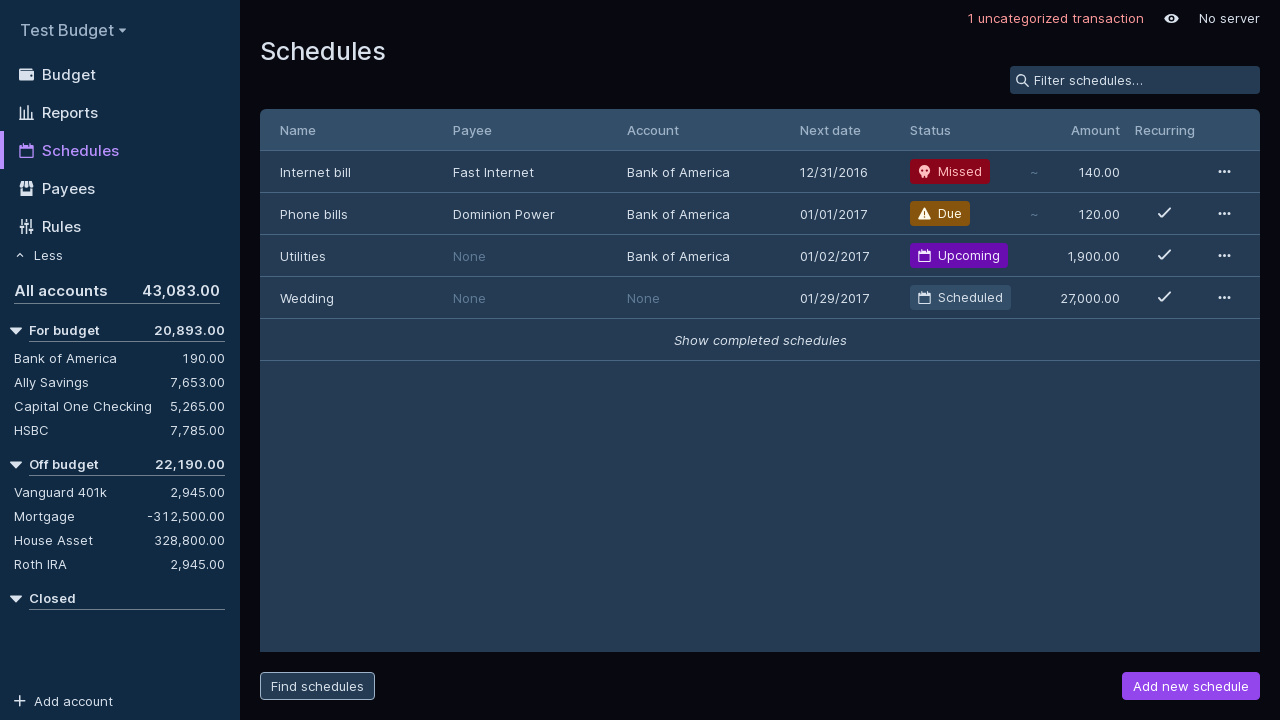 Test Budget
1 uncategorized transaction
No server
Budget
Reports
Schedules
Payees
Rules
Less
All accounts 43,083.00
For budget 20,893.00
Bank of America 190.00
Ally Savings 7,653.00
Capital One Checking 5,265.00
HSBC 7,785.00
Off budget 22,190.00
Vanguard 401k 2,945.00
Mortgage -312,500.00
House Asset 328,800.00
Roth IRA 2,945.00
Closed
Add account
Schedules
Filter schedules…
Name Payee Account Next date Status Amount Recurring
Internet bill Fast Internet Bank of America 12/31/2016 Missed ~ 140.00
Phone bills Dominion Power Bank of America 01/01/2017 Due ~ 120.00
Utilities None Bank of America 01/02/2017 Upcoming 1,900.00
Wedding None None 01/29/2017 Scheduled 27,000.00
Show completed schedules
Find schedules
Add new schedule